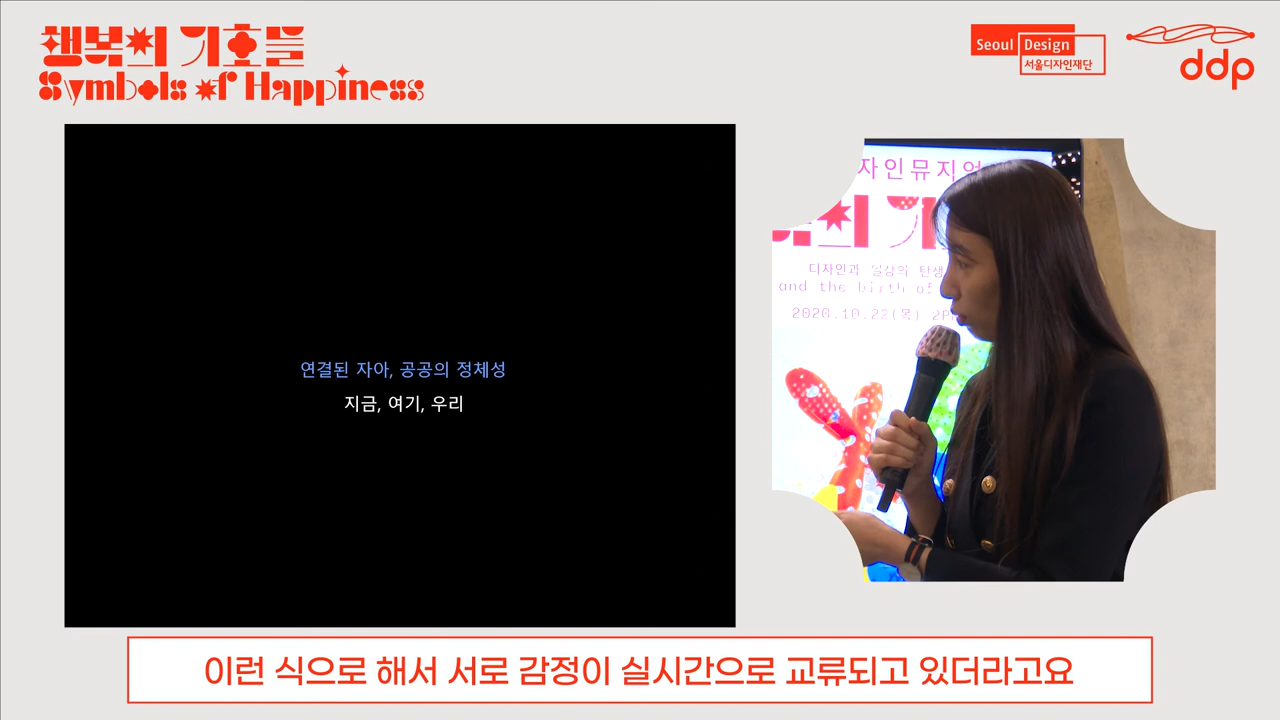 행복의 기호들
Symbols of Happiness
Seoul Design
서울디자인재단
ddp
연결된 자아, 공공의 정체성
지금, 여기, 우리
자인뮤지엄
기
디자인과 일상의 탄생
and the birth of
2020.10.22(목) 2P
이런 식으로 해서 서로 감정이 실시간으로 교류되고 있더라고요